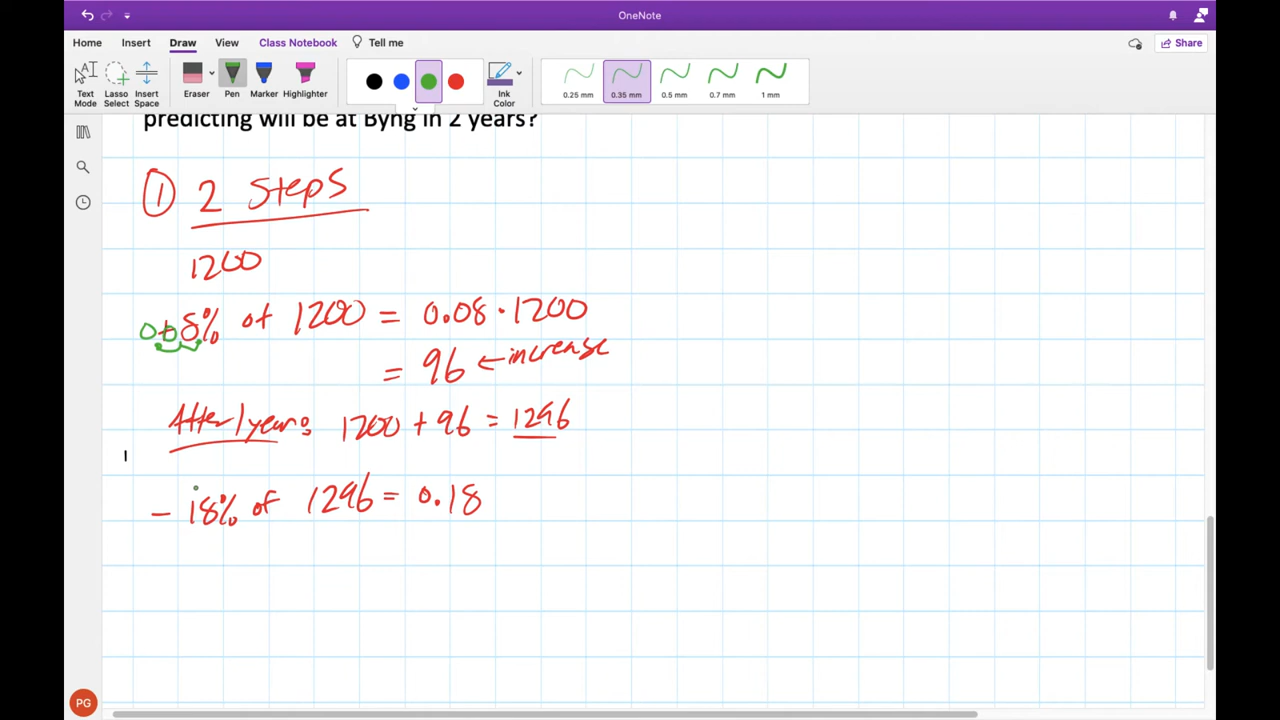 OneNote
Home Insert Draw View Class Notebook Tell me Share
Text Mode Lasso Select Insert Space Eraser Pen Marker Highlighter Ink Color 0.25 mm 0.35 mm 0.5 mm 0.7 mm 1 mm
predicting will be at Byng in 2 years?
① 2 Steps
1200
+8% of 1200 = 0.08 · 1200
= 96 ← increase
After 1 year: 1200 + 96 = 1296
- 18% of 1296 = 0.18
PG